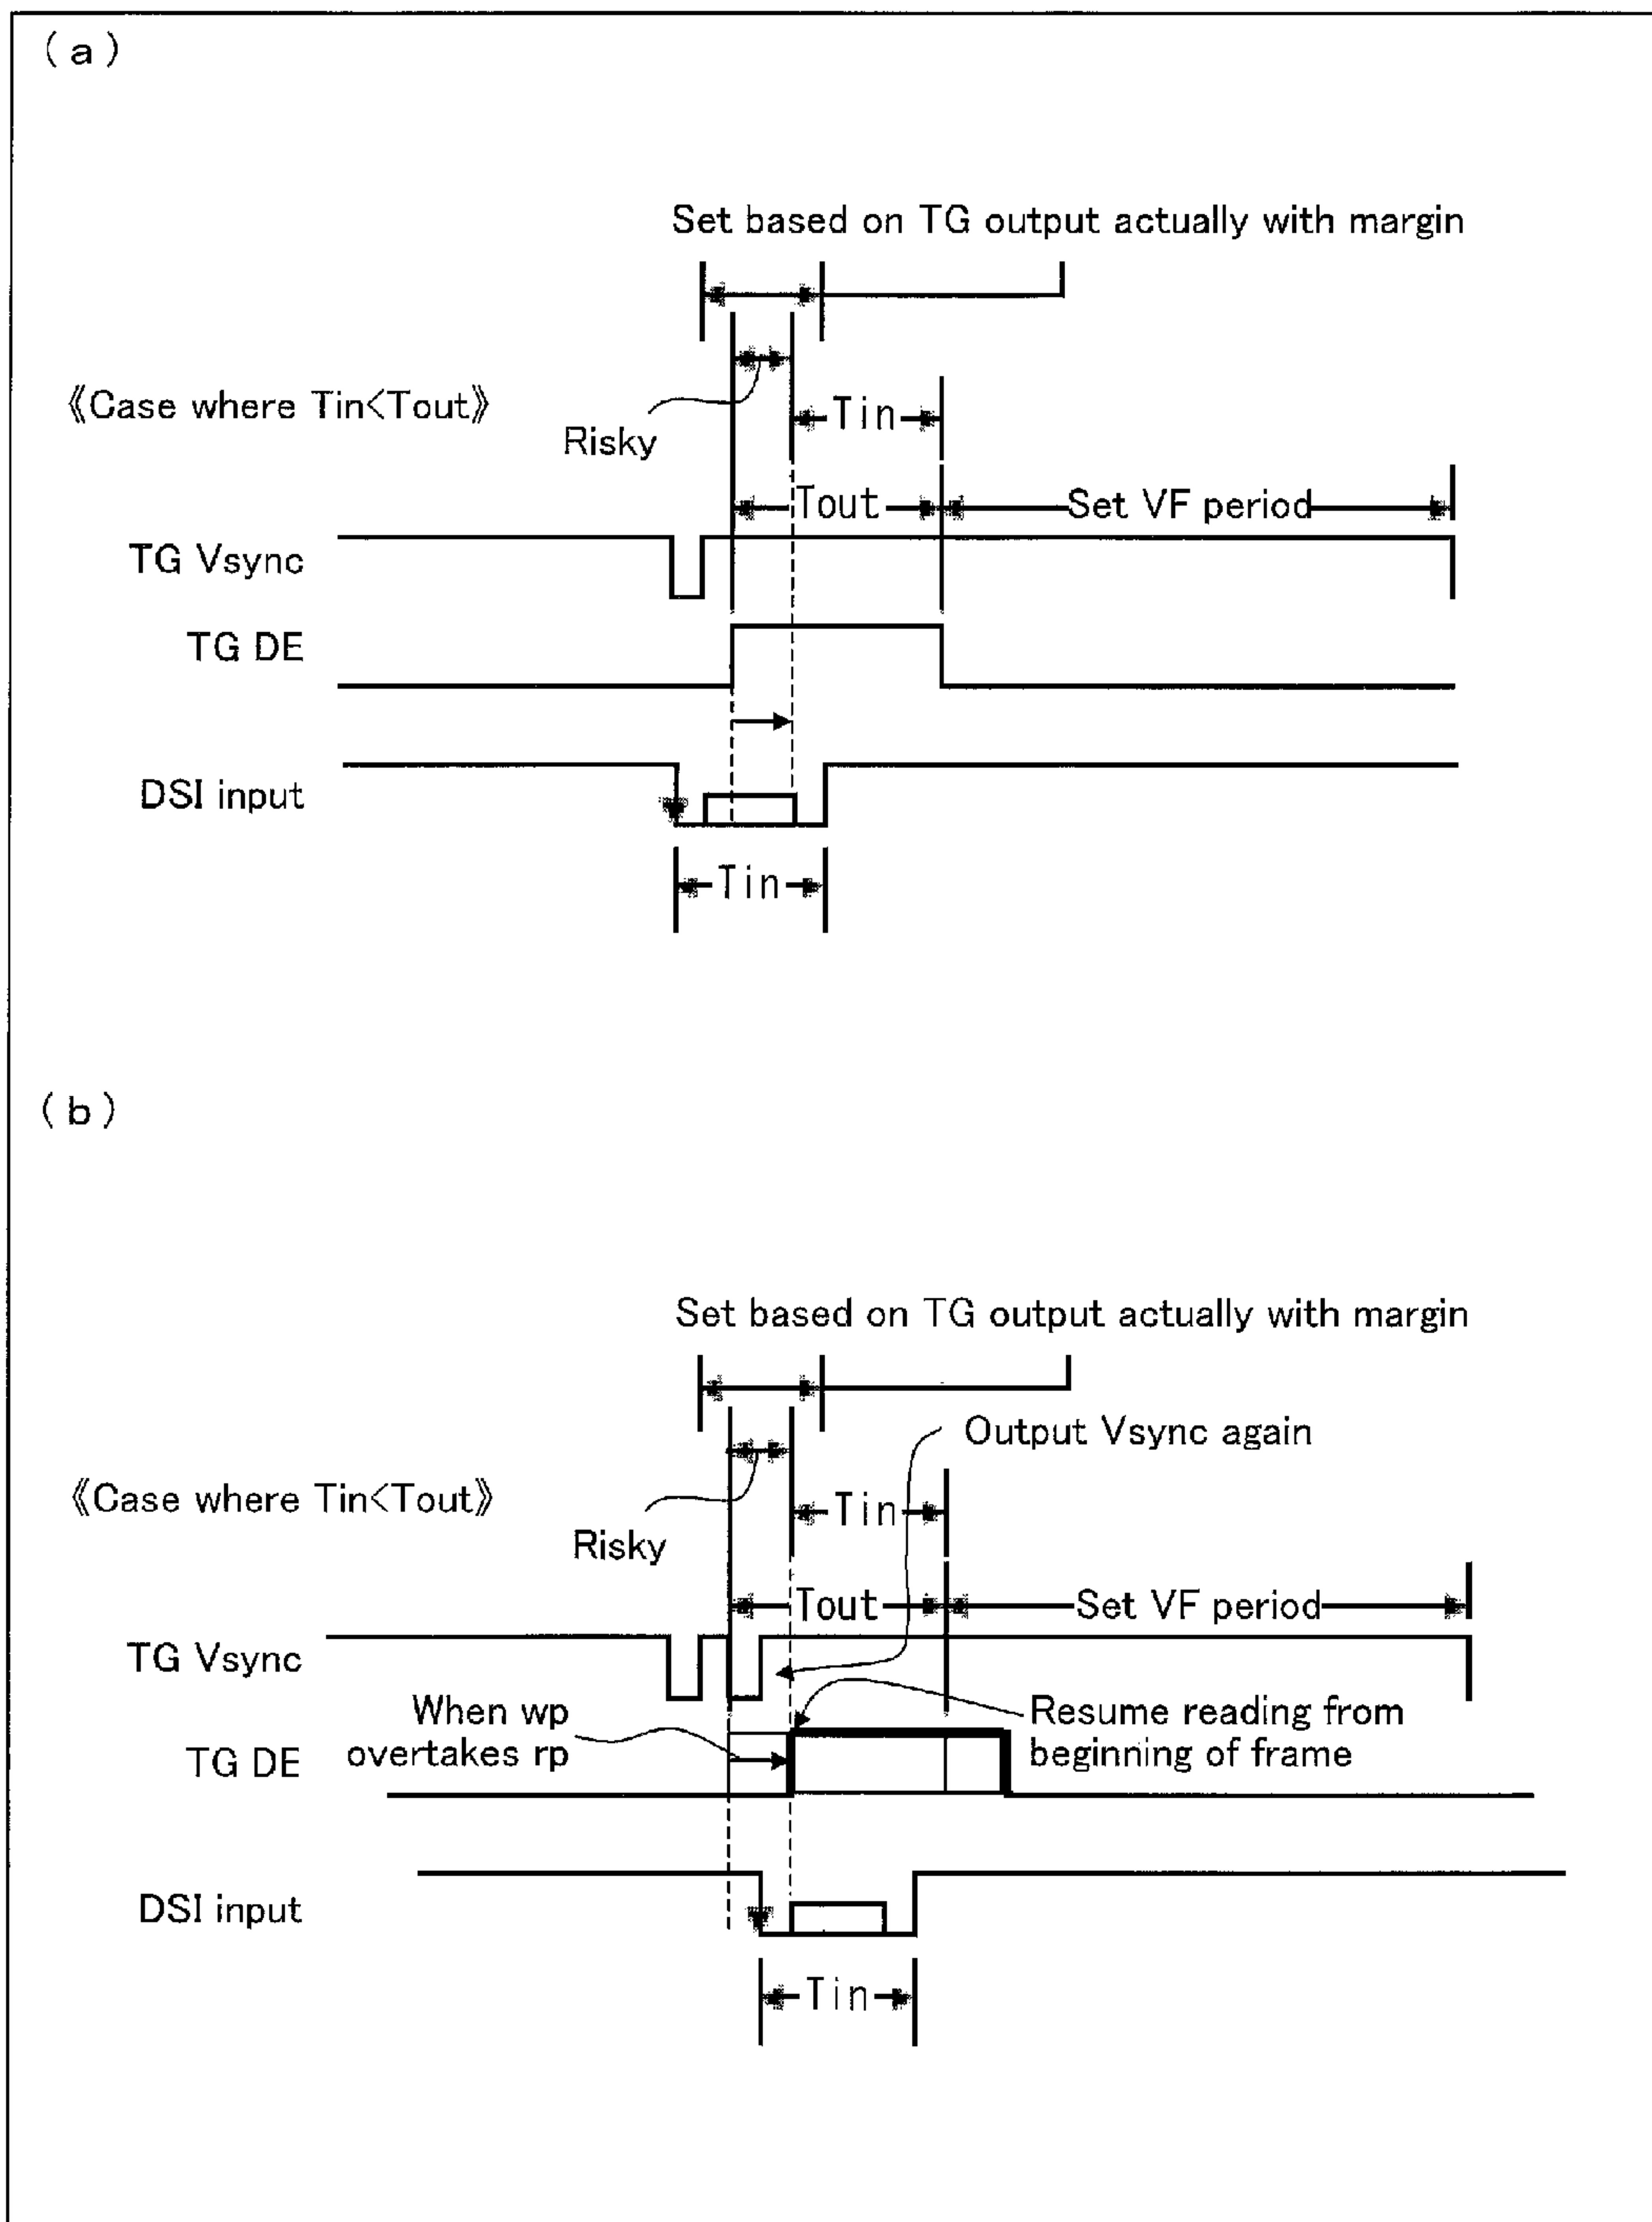 (a)
Set based on TG output actually with margin
《Case where Tin<Tout》
Risky
Tin
Tout
Set VF period
TG Vsync
TG DE
DSI input
Tin
(b)
Set based on TG output actually with margin
Output Vsync again
《Case where Tin<Tout》
Risky
Tin
Tout
Set VF period
TG Vsync
When wp
overtakes rp
Resume reading from
beginning of frame
TG DE
DSI input
Tin